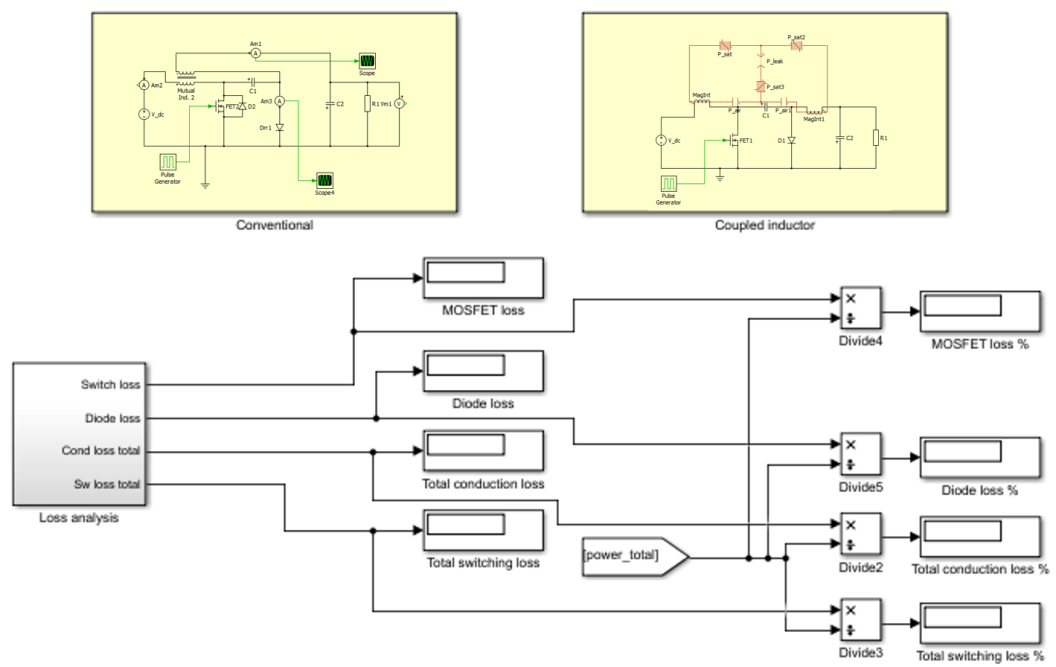 Am1
Scope
Mutual
Ind. 2
C1
Am2
Am3
FET2
D2
C2
R1
Vm1
V_dc
Drr1
Pulse
Generator
Scope4
Conventional
P_sat
P_sat2
P_leak
P_sat3
MagInt
P_air
C1
P_air1
MagInt1
V_dc
FET1
D1
C2
R1
Pulse
Generator
Coupled inductor
MOSFET loss
Divide4
MOSFET loss %
Switch loss
Diode loss
Cond loss total
Sw loss total
Loss analysis
Diode loss
Divide5
Diode loss %
Total conduction loss
[power_total]
Divide2
Total conduction loss %
Total switching loss
Divide3
Total switching loss %